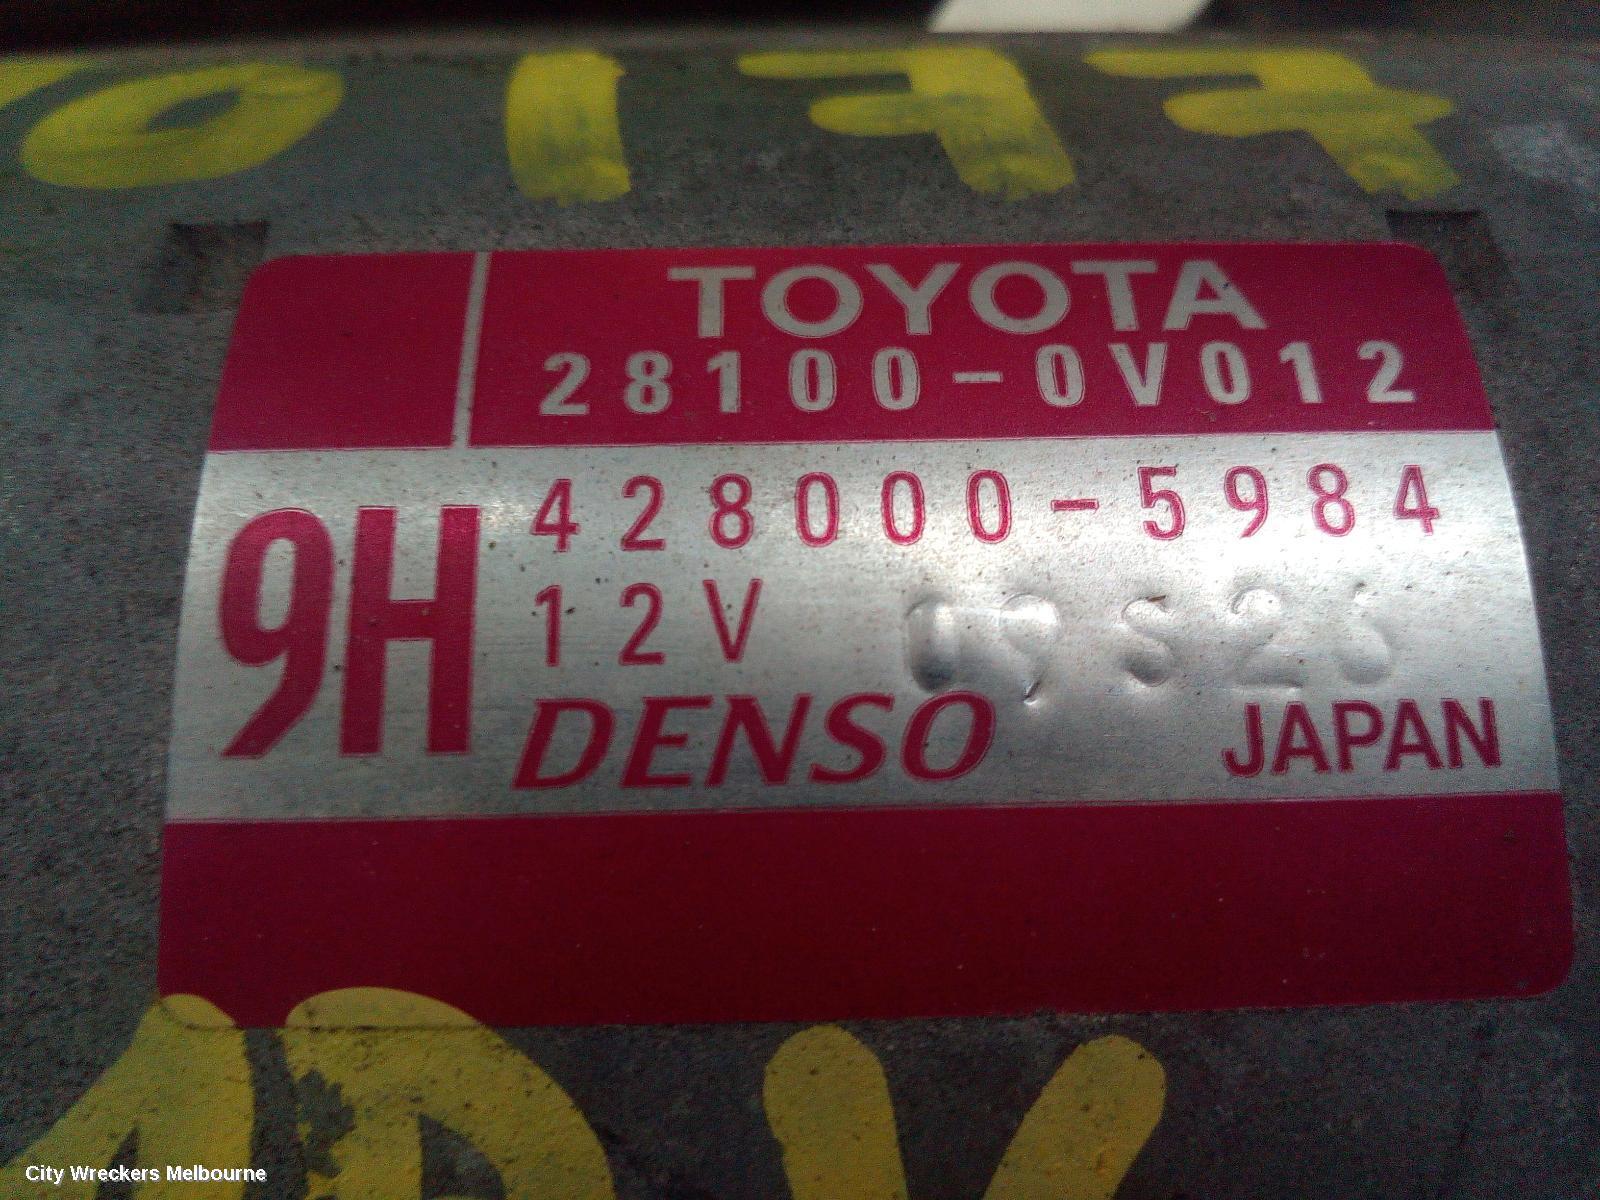 TOYOTA
28100-0V012
9H
428000-5984
12V
DENSO
JAPAN
City Wreckers Melbourne